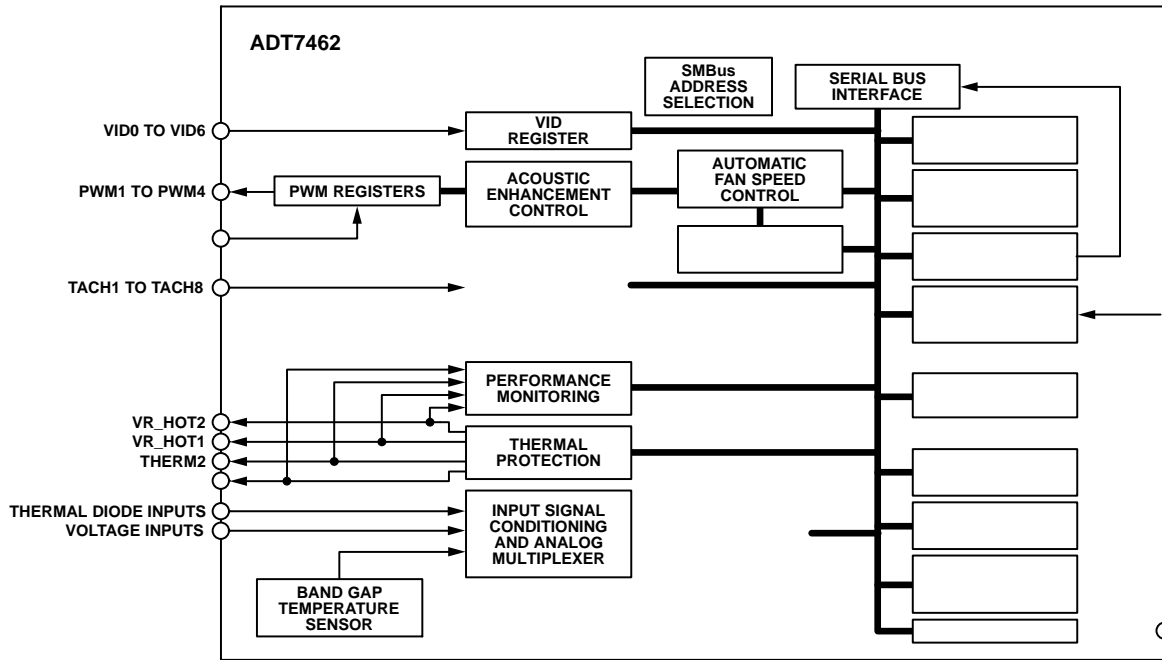 ADT7462
SMBus
ADDRESS
SELECTION
SERIAL BUS
INTERFACE
VID0 TO VID6
VID
REGISTER
PWM1 TO PWM4
PWM REGISTERS
ACOUSTIC
ENHANCEMENT
CONTROL
AUTOMATIC
FAN SPEED
CONTROL
TACH1 TO TACH8
PERFORMANCE
MONITORING
VR_HOT2
VR_HOT1
THERM2
THERMAL
PROTECTION
THERMAL DIODE INPUTS
VOLTAGE INPUTS
INPUT SIGNAL
CONDITIONING
AND ANALOG
MULTIPLEXER
BAND GAP
TEMPERATURE
SENSOR